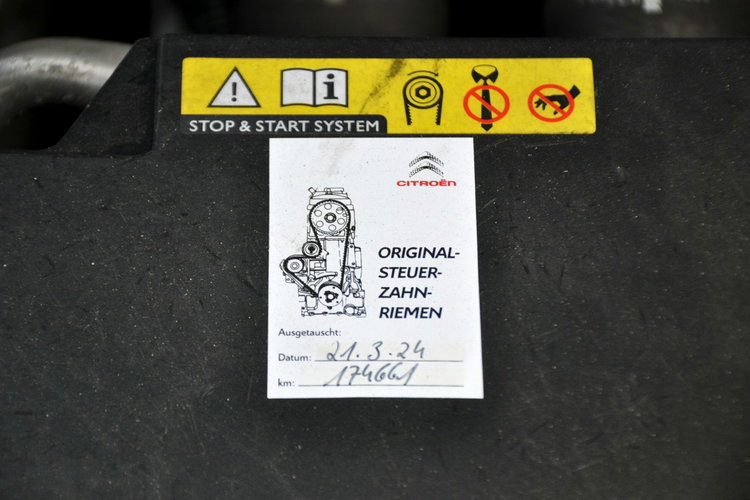 STOP & START SYSTEM
CITROËN
ORIGINAL-
STEUER-
ZAHN-
RIEMEN
Ausgetauscht:
Datum: 21.3.24
km: 174661